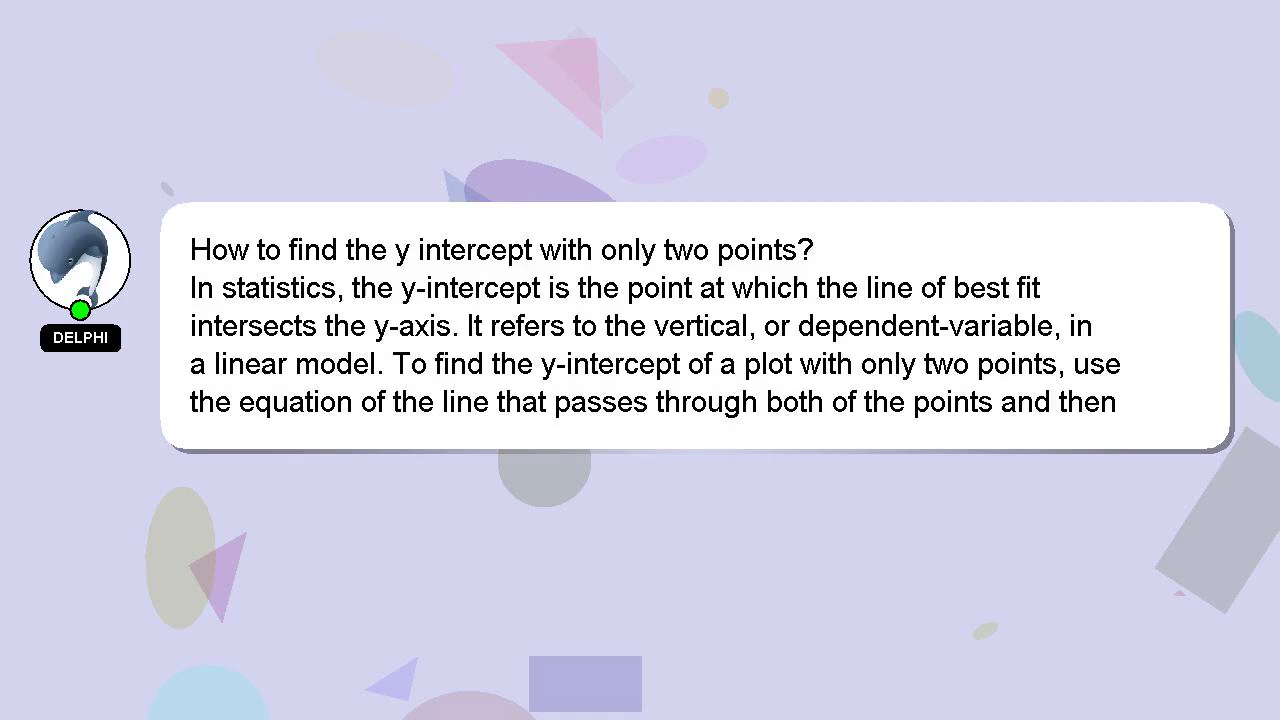 How to find the y intercept with only two points?
In statistics, the y-intercept is the point at which the line of best fit
intersects the y-axis. It refers to the vertical, or dependent-variable, in
a linear model. To find the y-intercept of a plot with only two points, use
the equation of the line that passes through both of the points and then
DELPHI